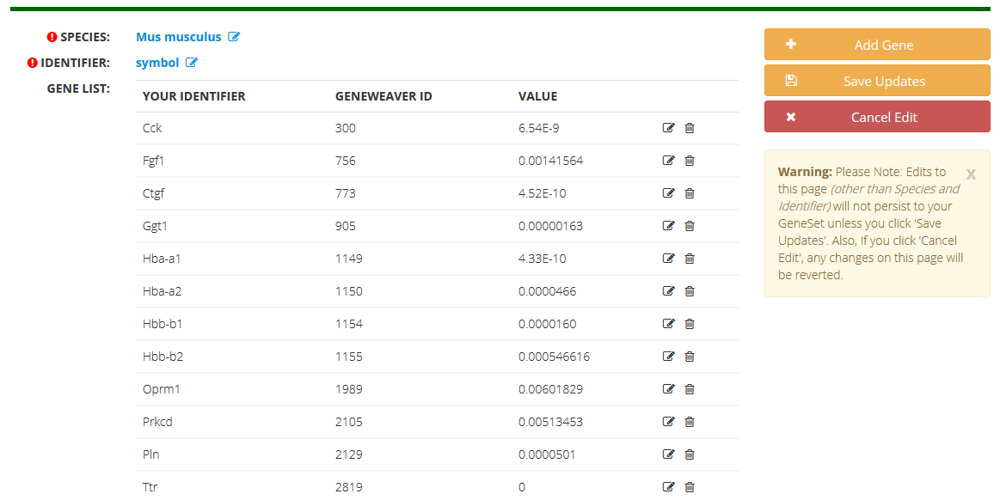 SPECIES: Mus musculus
IDENTIFIER: symbol
GENE LIST:
YOUR IDENTIFIER GENEWEAVER ID VALUE
Cck 300 6.54E-9
Fgf1 756 0.00141564
Ctgf 773 4.52E-10
Ggt1 905 0.00000163
Hba-a1 1149 4.33E-10
Hba-a2 1150 0.0000466
Hbb-b1 1154 0.0000160
Hbb-b2 1155 0.000546616
Oprm1 1989 0.00601829
Prkcd 2105 0.00513453
Pln 2129 0.0000501
Ttr 2819 0
Add Gene
Save Updates
Cancel Edit
Warning: Please Note: Edits to
this page (other than Species and
Identifier) will not persist to your
GeneSet unless you click 'Save
Updates'. Also, If you click 'Cancel
Edit', any changes on this page will
be reverted.
x